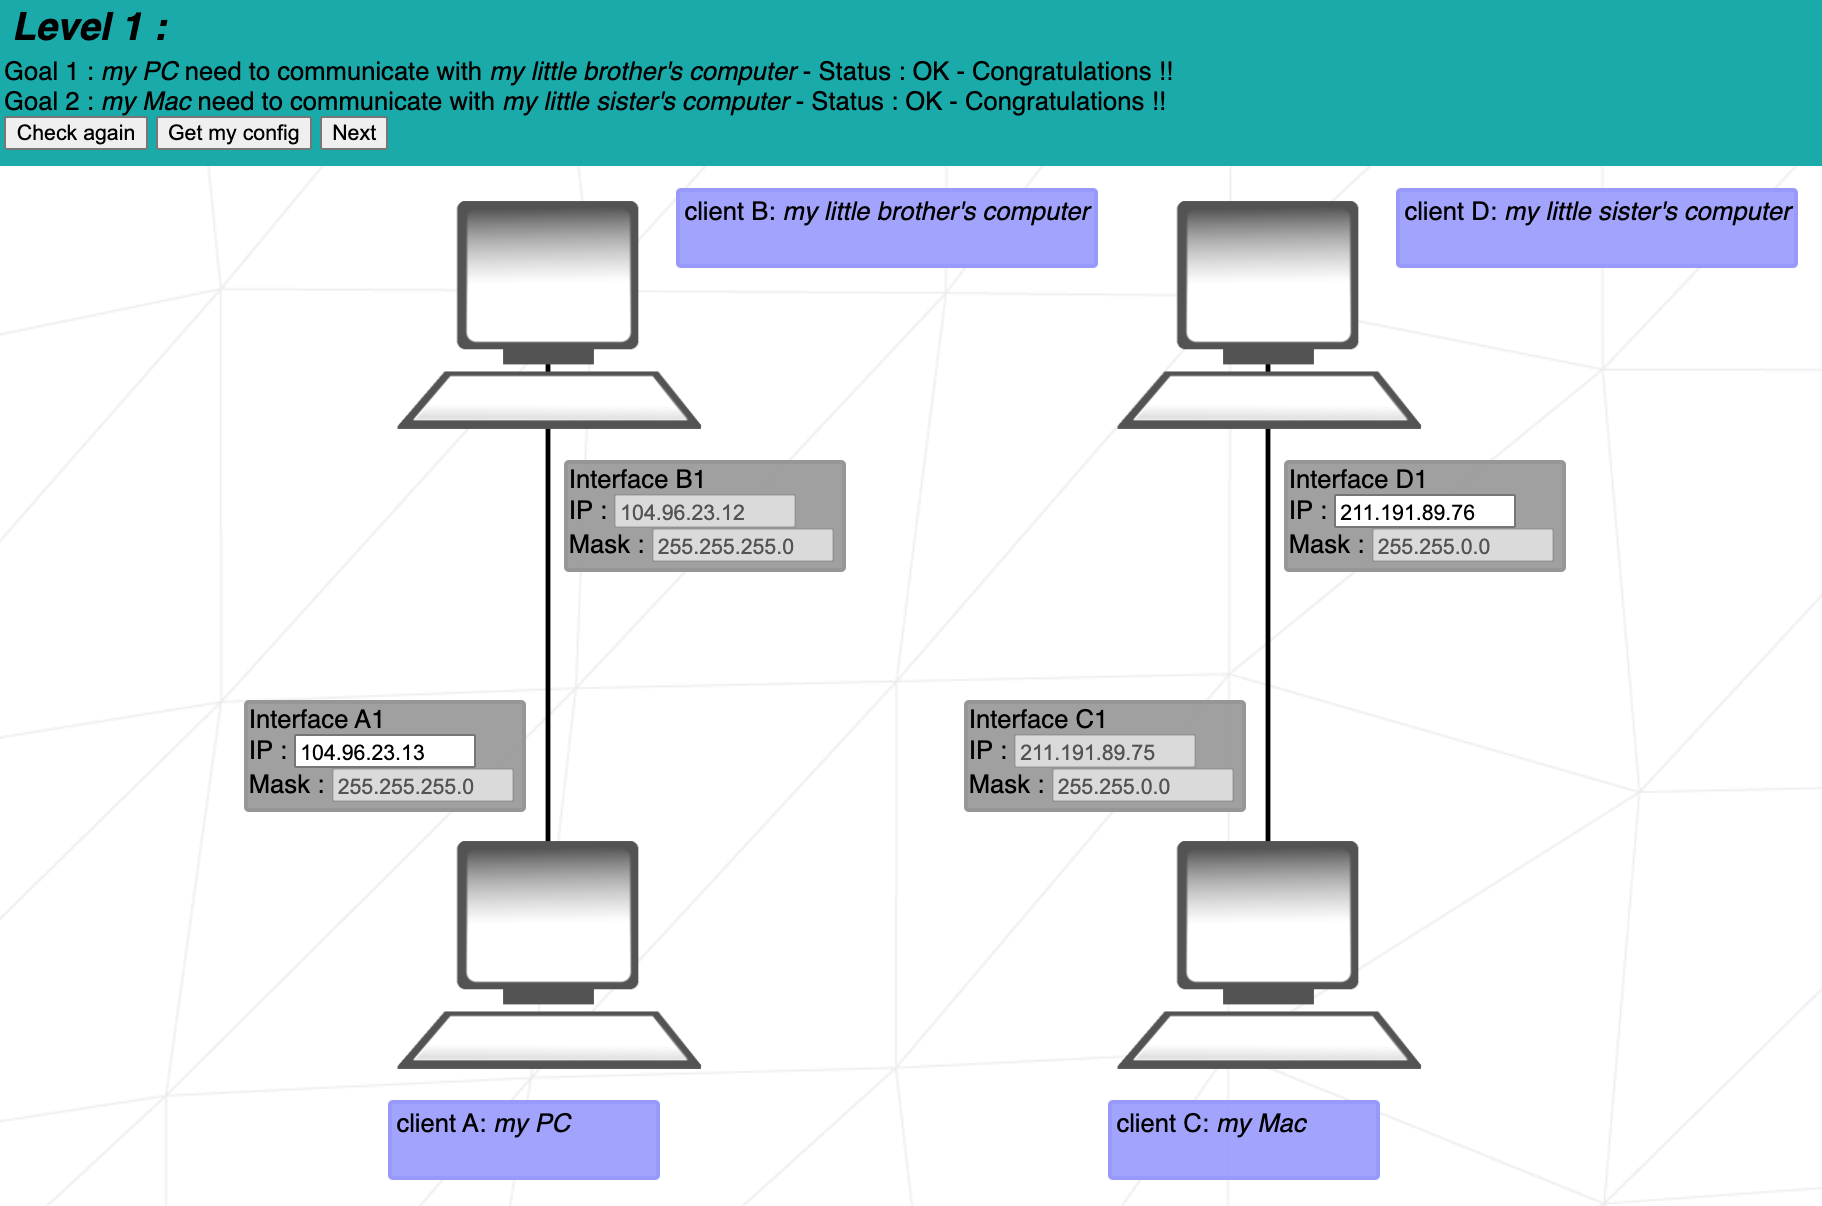 Level 1 :
Goal 1 : my PC need to communicate with my little brother's computer - Status : OK - Congratulations !!
Goal 2 : my Mac need to communicate with my little sister's computer - Status : OK - Congratulations !!
Check again Get my config Next
client B: my little brother's computer
client D: my little sister's computer
Interface B1
IP : 104.96.23.12
Mask : 255.255.255.0
Interface D1
IP : 211.191.89.76
Mask : 255.255.0.0
Interface A1
IP : 104.96.23.13
Mask : 255.255.255.0
Interface C1
IP : 211.191.89.75
Mask : 255.255.0.0
client A: my PC
client C: my Mac